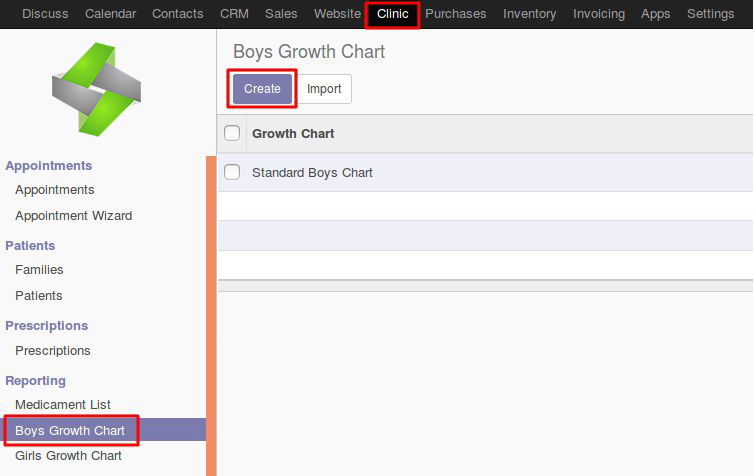 Discuss Calendar Contacts CRM Sales Website Clinic Purchases Inventory Invoicing Apps Settings
Boys Growth Chart
Create Import
Growth Chart
Standard Boys Chart
Appointments
Appointments
Appointment Wizard
Patients
Families
Patients
Prescriptions
Prescriptions
Reporting
Medicament List
Boys Growth Chart
Girls Growth Chart